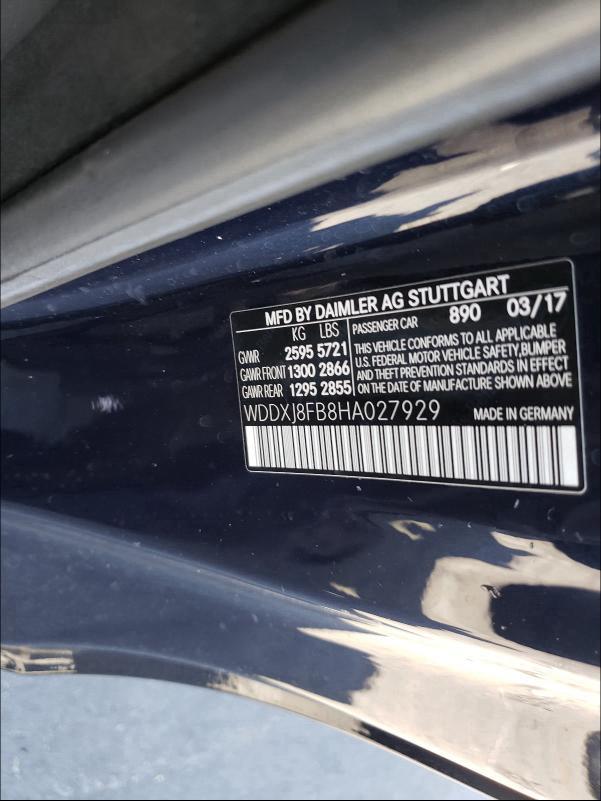 MFD BY DAIMLER AG STUTTGART
KG LBS
GVWR 2595 5721
GAWR FRONT 1300 2866
GAWR REAR 1295 2855
PASSENGER CAR 890 03/17
THIS VEHICLE CONFORMS TO ALL APPLICABLE
U.S. FEDERAL MOTOR VEHICLE SAFETY,BUMPER
AND THEFT PREVENTION STANDARDS IN EFFECT
ON THE DATE OF MANUFACTURE SHOWN ABOVE
WDDXJ8FB8HA027929 MADE IN GERMANY